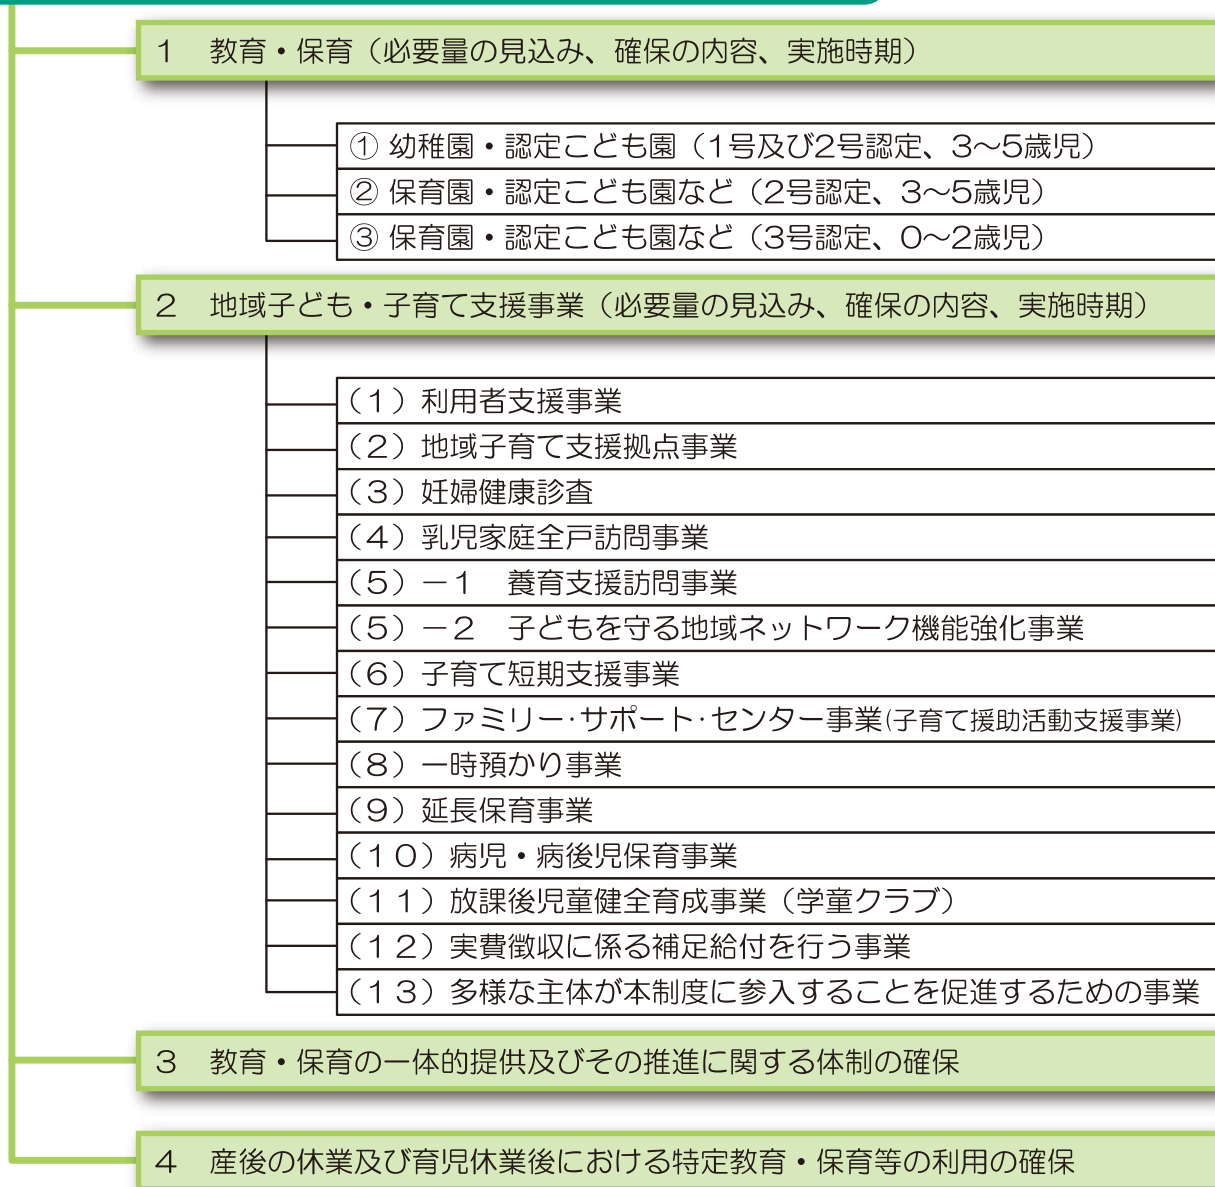 1 教育・保育（必要量の見込み、確保の内容、実施時期）
① 幼稚園・認定こども園（1号及び2号認定、3～5歳児）
② 保育園・認定こども園など（2号認定、3～5歳児）
③ 保育園・認定こども園など（3号認定、0～2歳児）
2 地域子ども・子育て支援事業（必要量の見込み、確保の内容、実施時期）
（１）利用者支援事業
（２）地域子育て支援拠点事業
（３）妊婦健康診査
（４）乳児家庭全戸訪問事業
（５）－１　養育支援訪問事業
（５）－２　子どもを守る地域ネットワーク機能強化事業
（６）子育て短期支援事業
（７）ファミリー・サポート・センター事業(子育て援助活動支援事業)
（８）一時預かり事業
（９）延長保育事業
（１０）病児・病後児保育事業
（１１）放課後児童健全育成事業（学童クラブ）
（１２）実費徴収に係る補足給付を行う事業
（１３）多様な主体が本制度に参入することを促進するための事業
3 教育・保育の一体的提供及びその推進に関する体制の確保
4 産後の休業及び育児休業後における特定教育・保育等の利用の確保